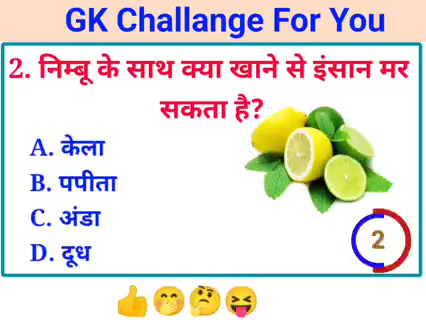 GK Challange For You
2. निम्बू के साथ क्या खाने से इंसान मर
सकता है?
A. केला
B. पपीता
C. अंडा
D. दूध
2